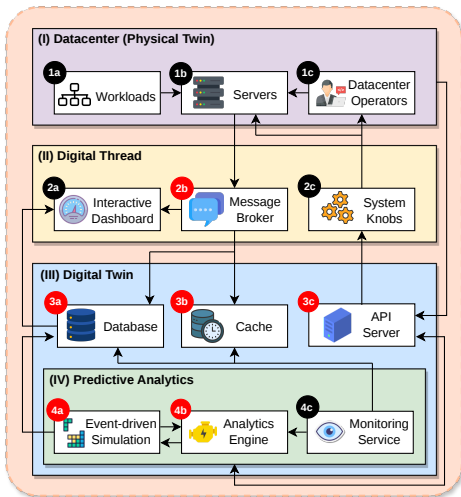 (I) Datacenter (Physical Twin)
1a
1b
1c
Workloads
Servers
Datacenter
Operators
(II) Digital Thread
2a
2b
2c
Interactive
Dashboard
Message
Broker
System
Knobs
(III) Digital Twin
3a
3b
3c
Database
Cache
API
Server
(IV) Predictive Analytics
4a
4b
4c
Event-driven
Simulation
Analytics
Engine
Monitoring
Service